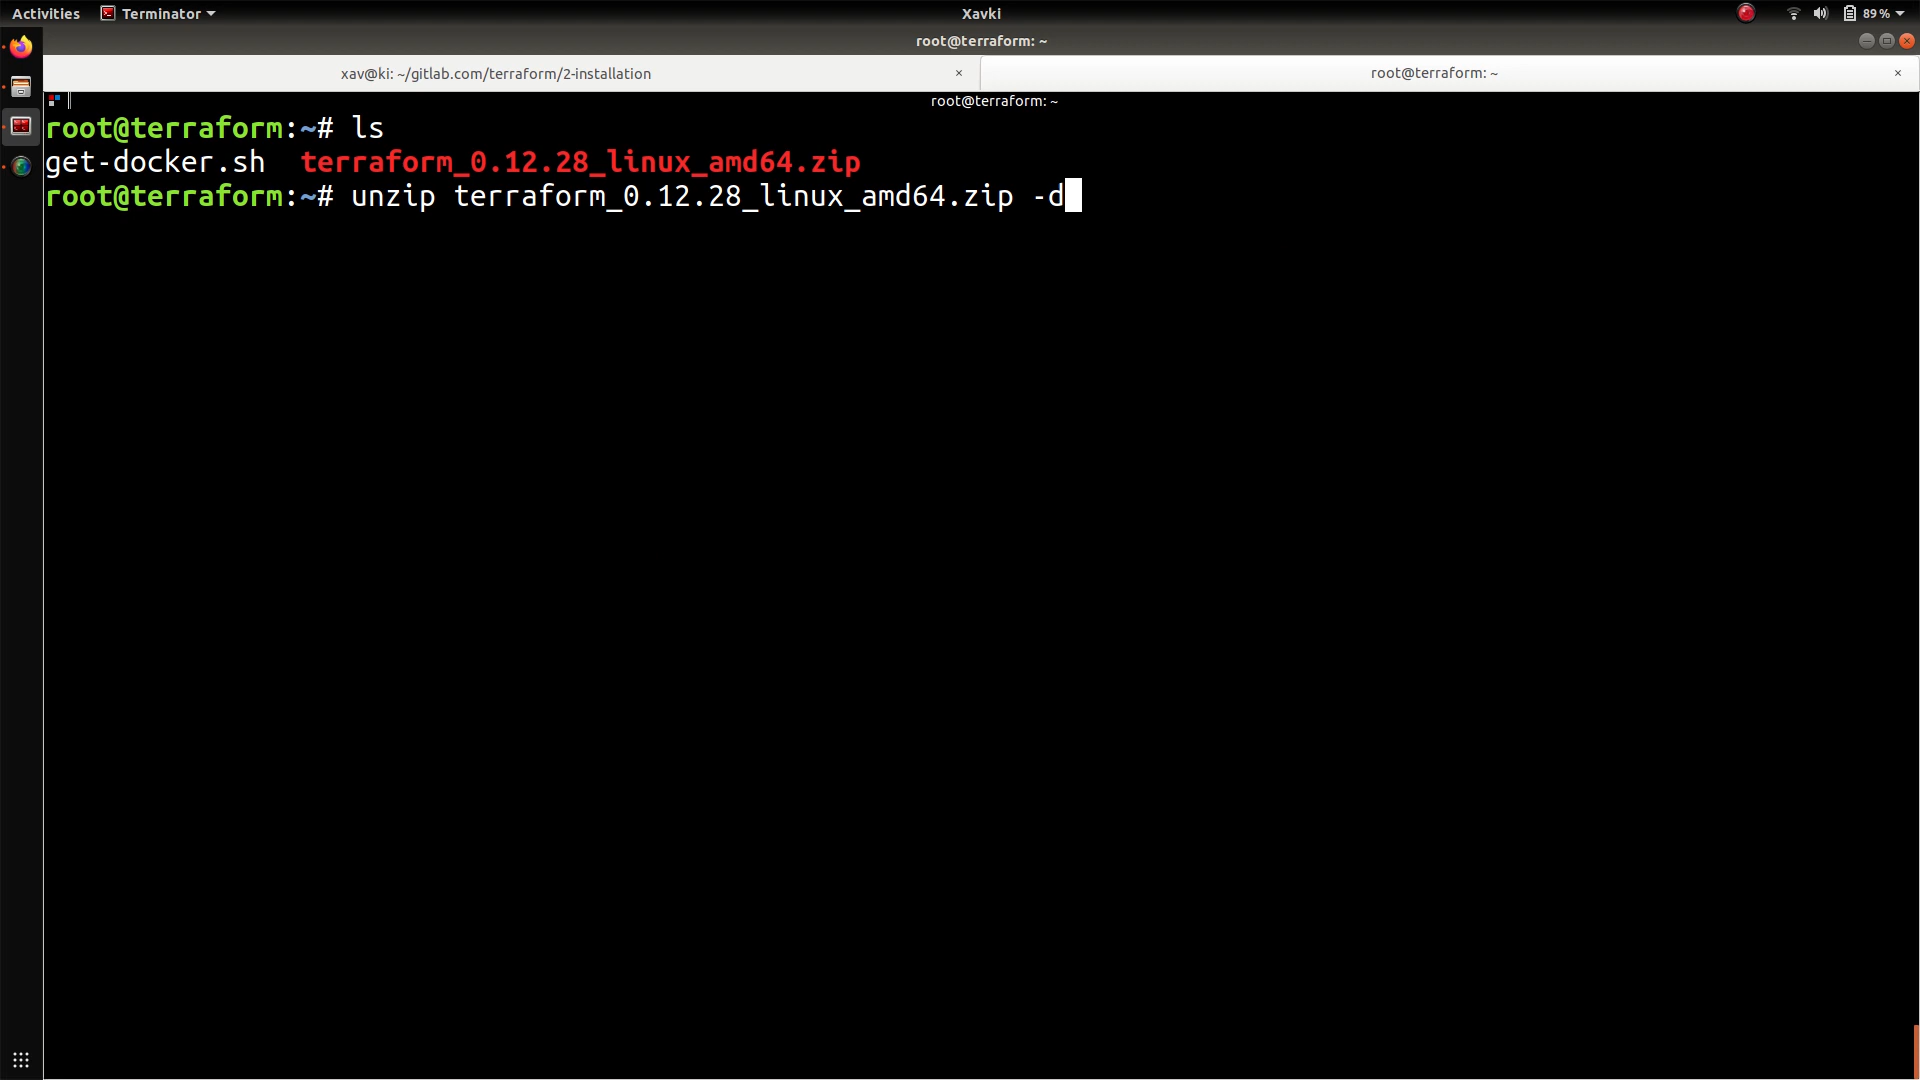 Activities Terminator Xavki 89%
root@terraform: ~
xav@ki: ~/gitlab.com/terraform/2-installation × root@terraform: ~ ×
root@terraform: ~
root@terraform:~# ls
get-docker.sh terraform_0.12.28_linux_amd64.zip
root@terraform:~# unzip terraform_0.12.28_linux_amd64.zip -d